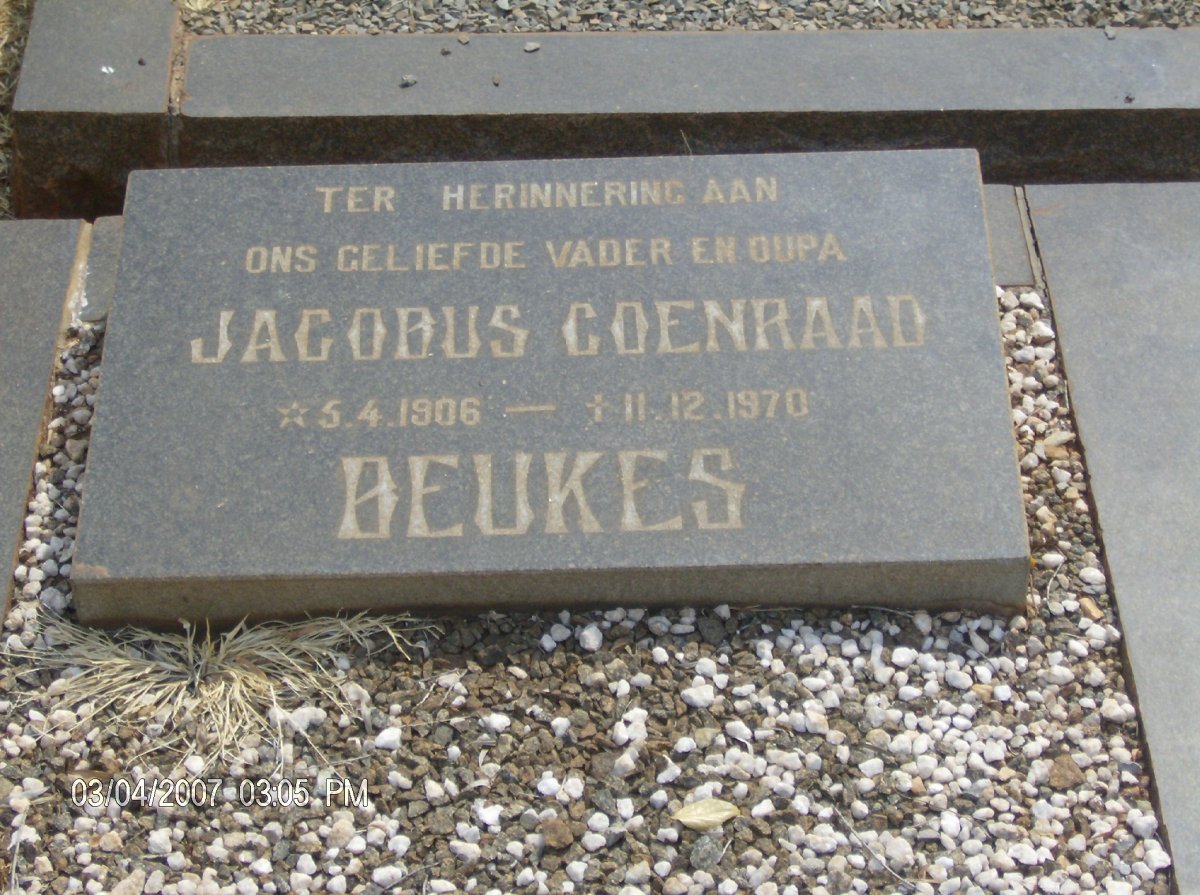 TER HERINNERING AAN
ONS GELIEFDE VADER EN OUPA
JACOBUS COENRAAD
☆5.4.1906 — †11.12.1970
BEUKES
03/04/2007 03:05 PM